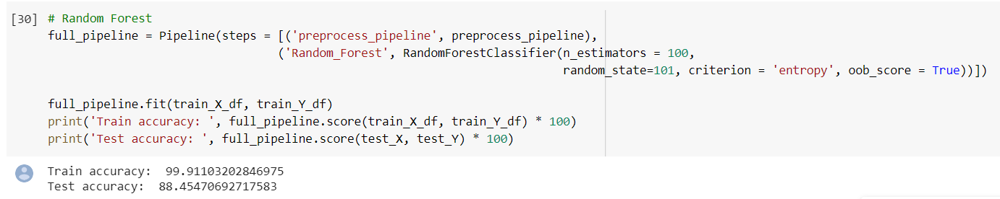 [30] # Random Forest
full_pipeline = Pipeline(steps = [('preprocess_pipeline', preprocess_pipeline),
('Random_Forest', RandomForestClassifier(n_estimators = 100,
random_state=101, criterion = 'entropy', oob_score = True))])
full_pipeline.fit(train_X_df, train_Y_df)
print('Train accuracy: ', full_pipeline.score(train_X_df, train_Y_df) * 100)
print('Test accuracy: ', full_pipeline.score(test_X, test_Y) * 100)
Train accuracy:  99.91103202846975
Test accuracy:  88.45470692717583